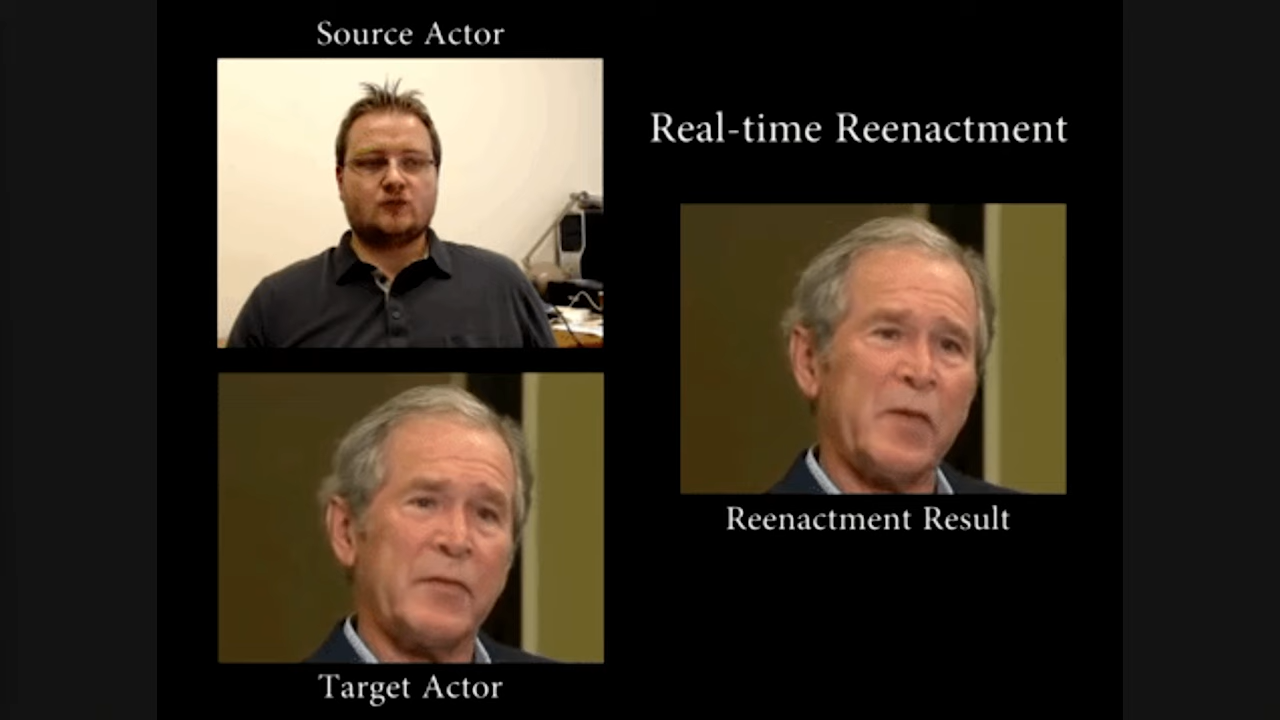 Source Actor
Real-time Reenactment
Reenactment Result
Target Actor